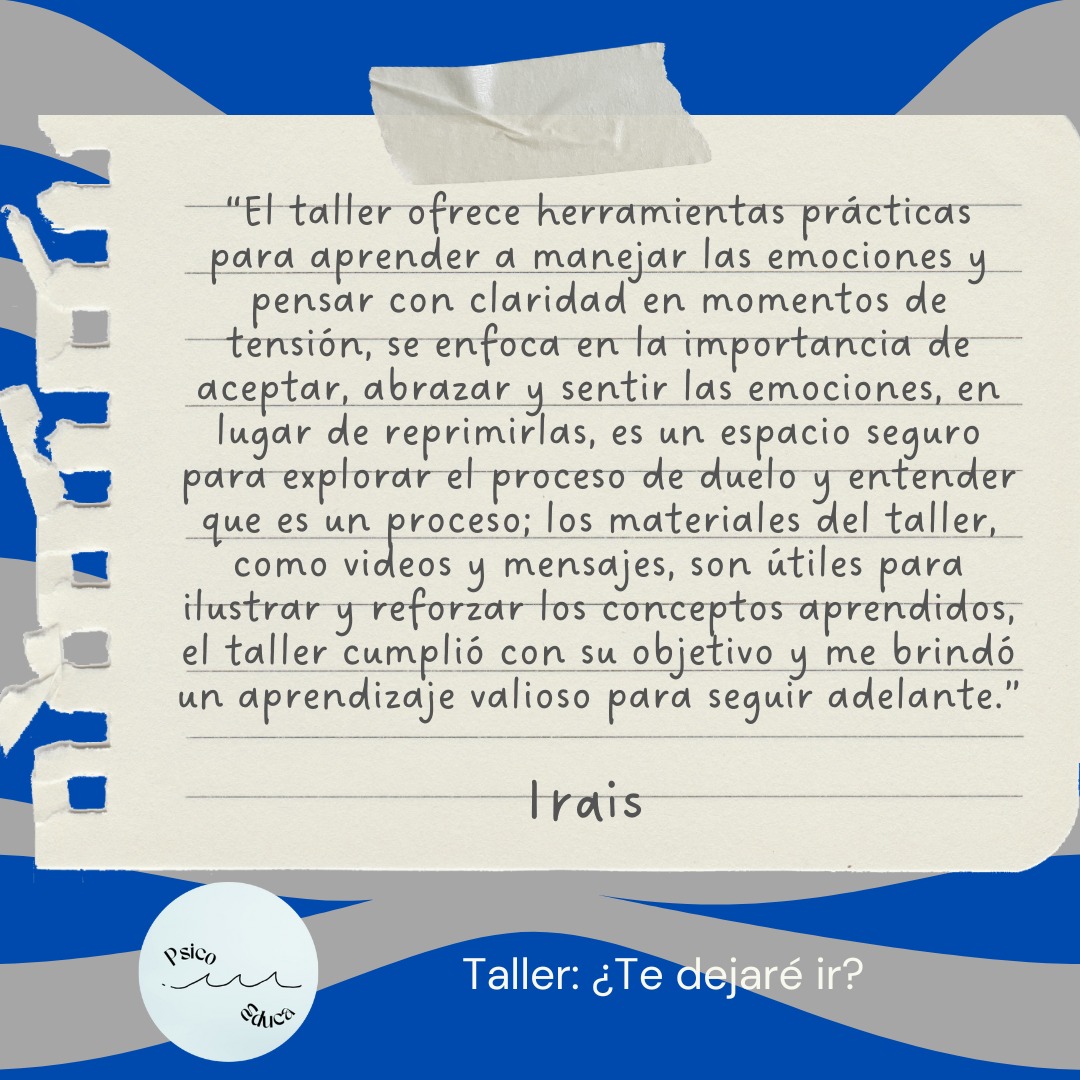 “El taller ofrece herramientas prácticas
para aprender a manejar las emociones y
pensar con claridad en momentos de
tensión, se enfoca en la importancia de
aceptar, abrazar y sentir las emociones, en
lugar de reprimirlas, es un espacio seguro
para explorar el proceso de duelo y entender
que es un proceso; los materiales del taller,
como videos y mensajes, son útiles para
ilustrar y reforzar los conceptos aprendidos,
el taller cumplió con su objetivo y me brindó
un aprendizaje valioso para seguir adelante.”
Irais
Psico
Educa
Taller: ¿Te dejaré ir?